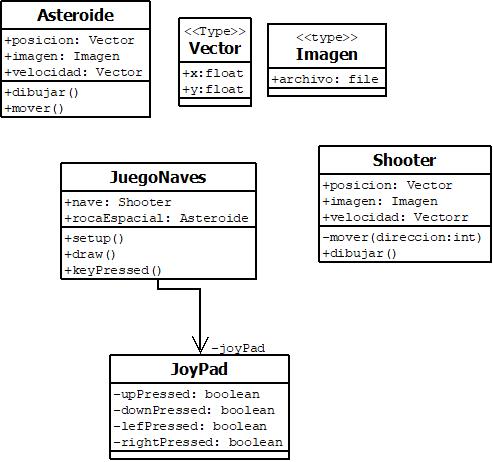 Asteroide
+posicion: Vector
+imagen: Imagen
+velocidad: Vector
+dibujar()
+mover()
<<Type>>
Vector
+x:float
+y:float
<<type>>
Imagen
+archivo: file
JuegoNaves
+nave: Shooter
+rocaEspacial: Asteroide
+setup()
+draw()
+keyPressed()
Shooter
+posicion: Vector
+imagen: Imagen
+velocidad: Vectorr
-mover(direccion:int)
+dibujar()
-joyPad
JoyPad
-upPressed: boolean
-downPressed: boolean
-lefPressed: boolean
-rightPressed: boolean